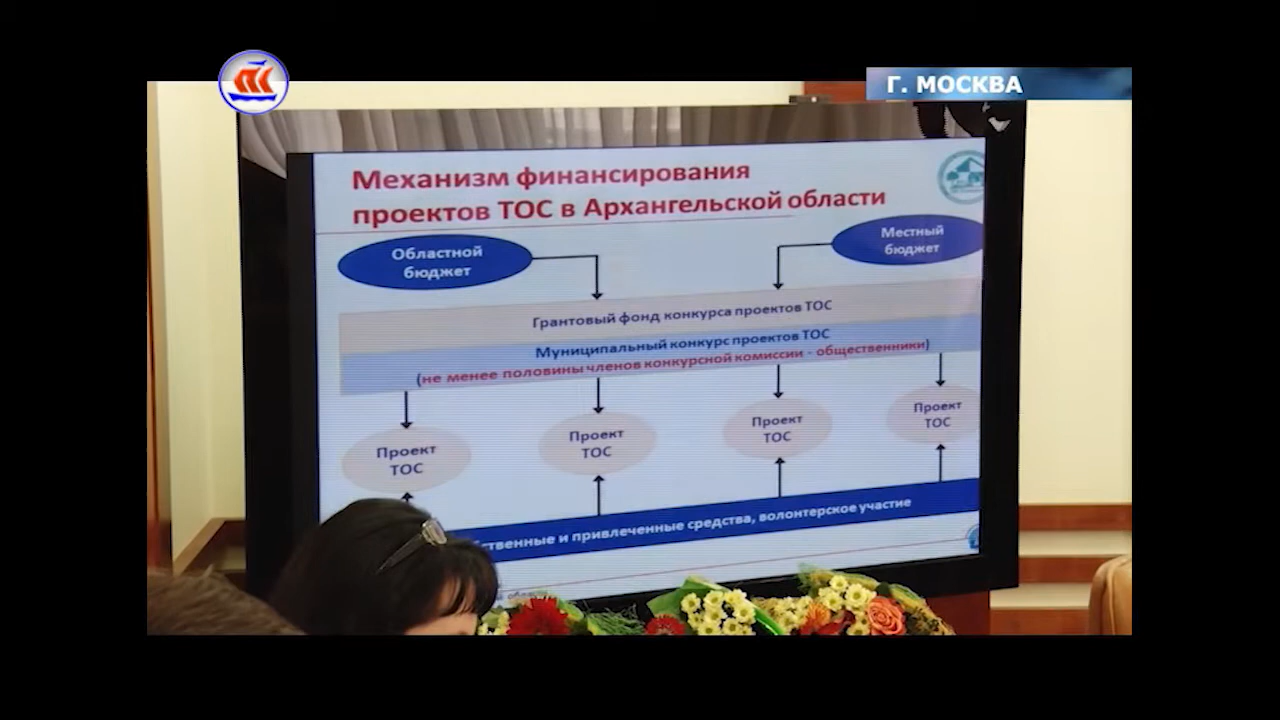 Г. МОСКВА
Механизм финансирования
проектов ТОС в Архангельской области
Областной
бюджет
Местный
бюджет
Грантовый фонд конкурса проектов ТОС
Муниципальный конкурс проектов ТОС
(не менее половины членов конкурсной комиссии - общественники)
Проект
ТОС
Проект
ТОС
Проект
ТОС
Проект
ТОС
и привлеченные средства, волонтерское участие